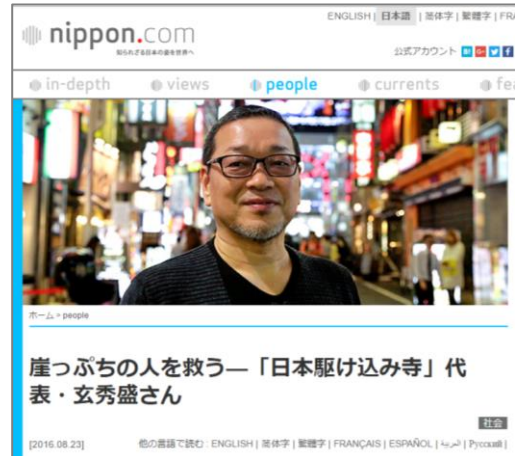 ENGLISH | 日本語 | 简体字 | 繁體字 | FRA
nippon.com
知られざる日本の姿を世界へ
公式アカウント
in-depth views people currents fea
ホーム > people
崖っぷちの人を救う―「日本駆け込み寺」代
表・玄秀盛さん
社会
[2016.08.23] 他の言語で読む : ENGLISH | 简体字 | 繁體字 | FRANÇAIS | ESPAÑOL | العربية | Русский |